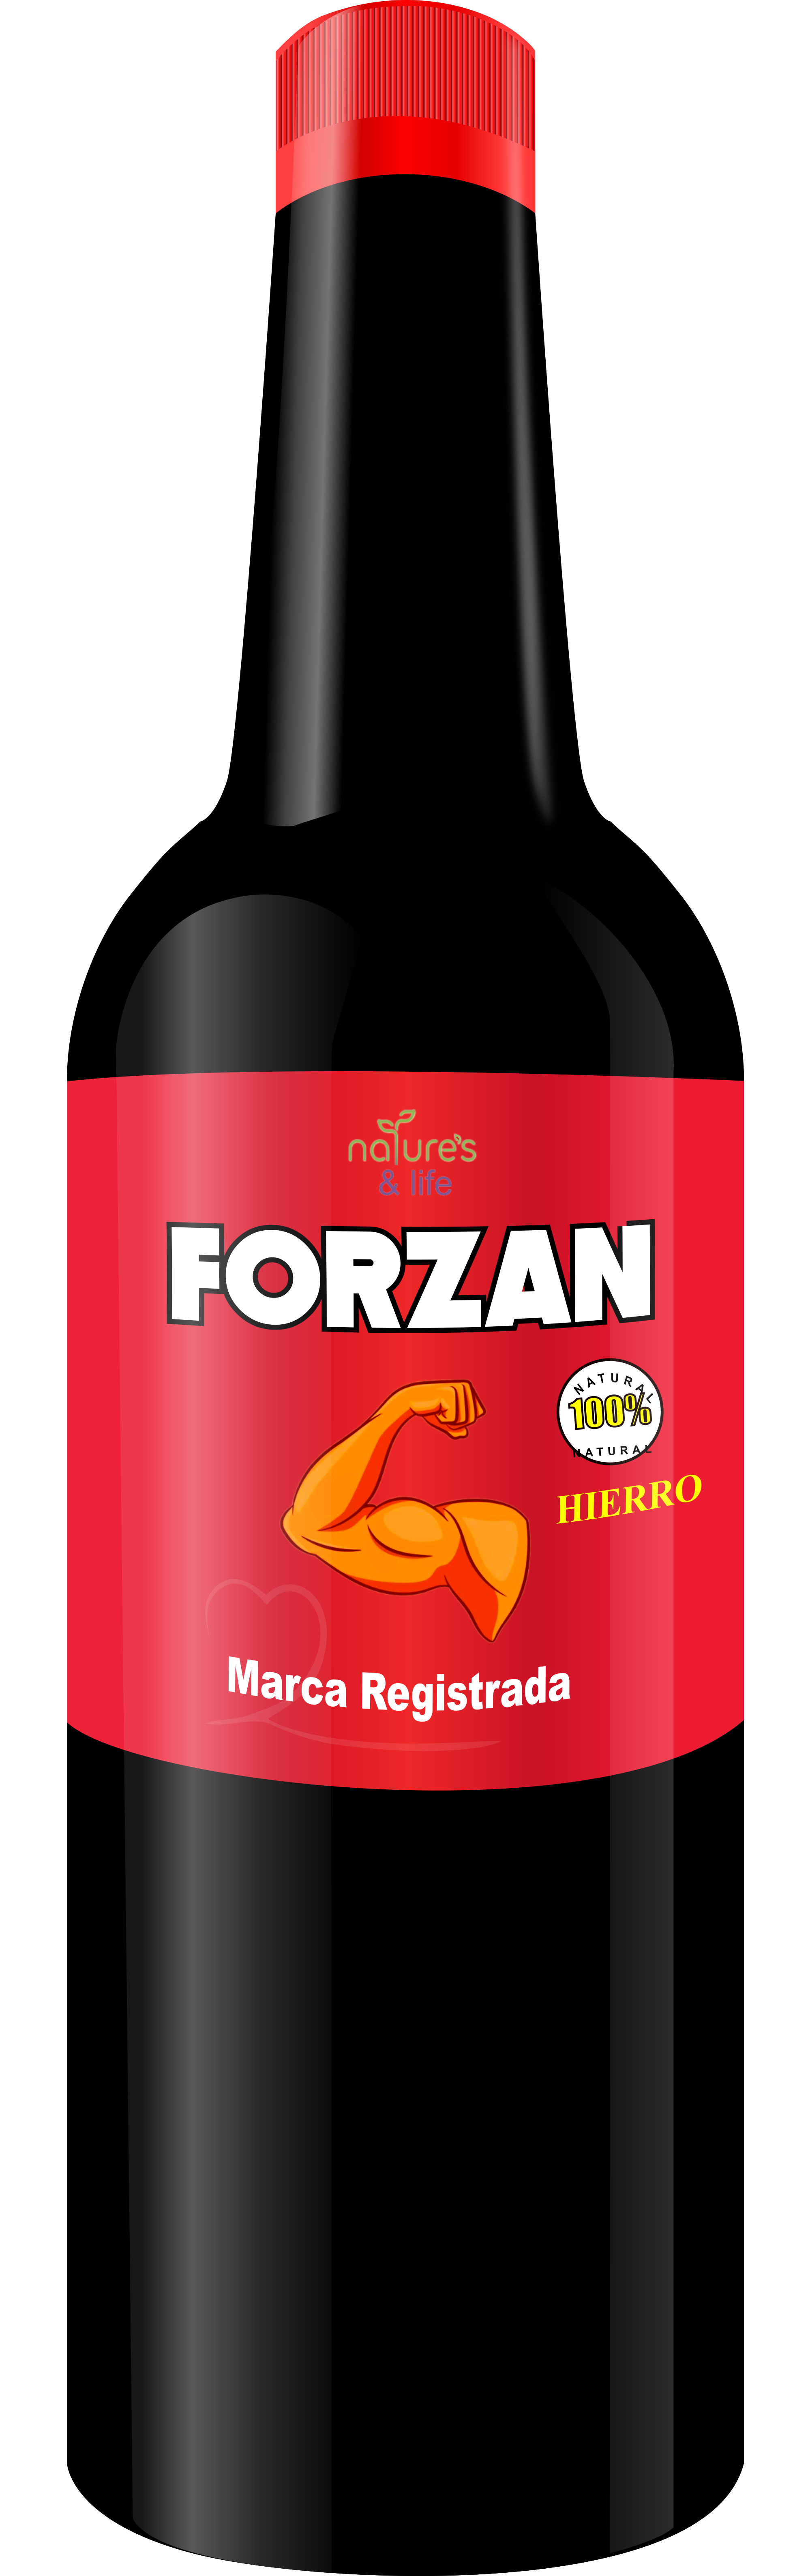 nature's
& life
FORZAN
NATURAL
100%
NATURAL
HIERRO
Marca Registrada